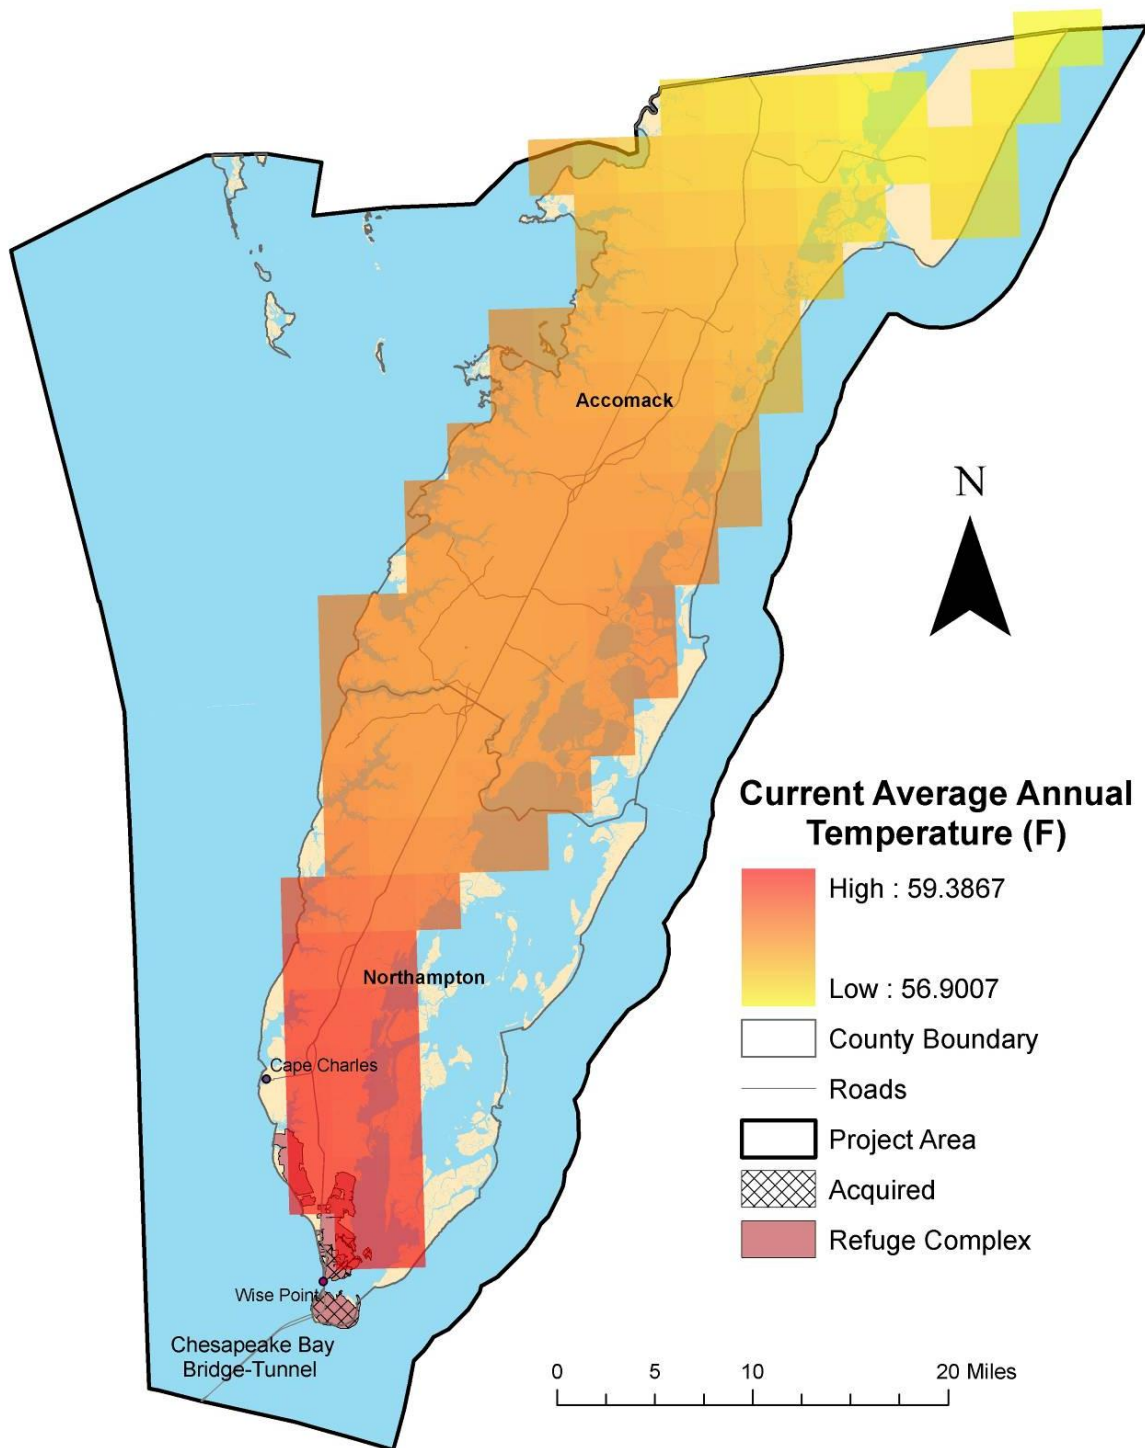 Accomack
N
Current Average Annual
Temperature (F)
High : 59.3867
Low : 56.9007
County Boundary
Roads
Project Area
Acquired
Refuge Complex
Northampton
Cape Charles
Wise Point
Chesapeake Bay
Bridge-Tunnel
0 5 10 20 Miles